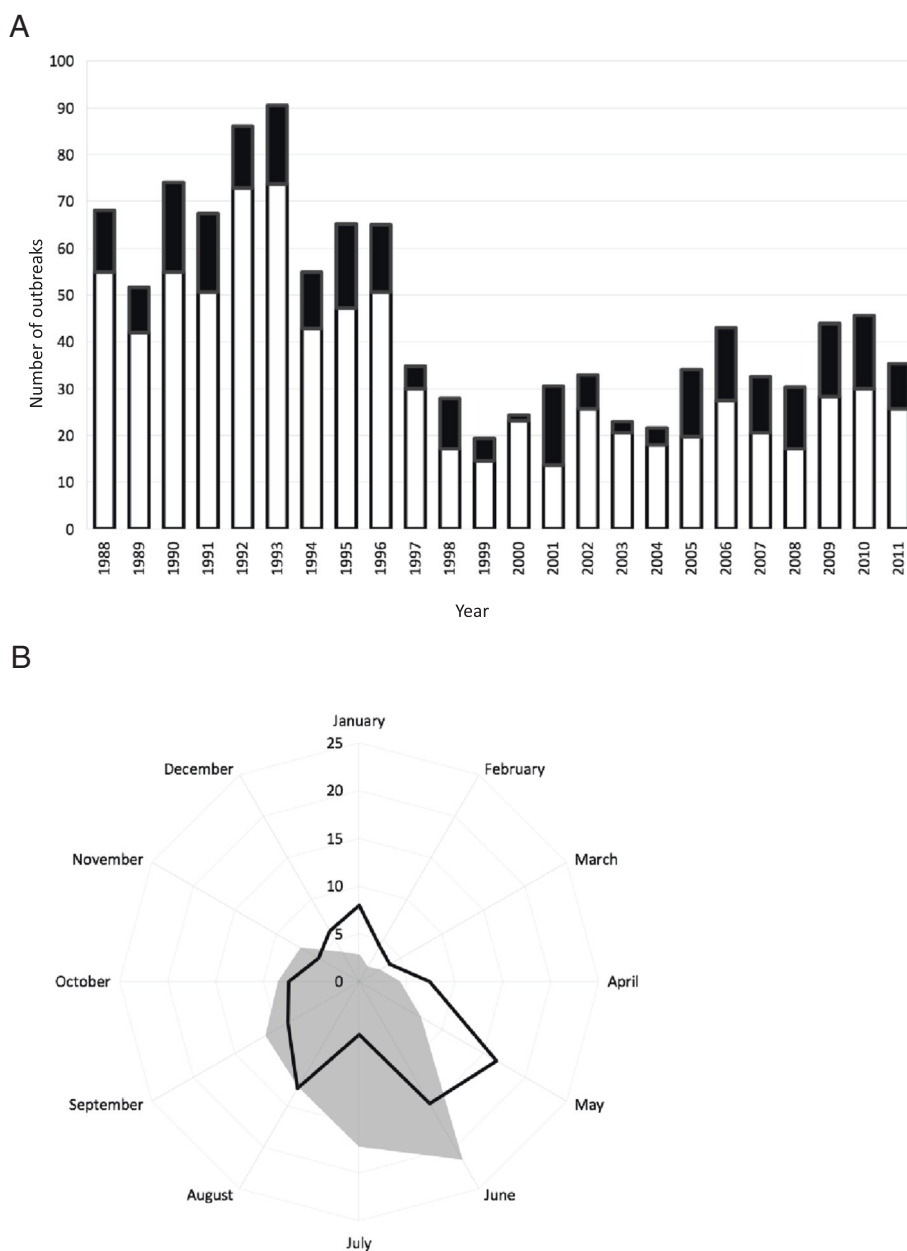 A
100
90
80
70
60
50
40
30
20
10
0
Number of outbreaks
1988 1989 1990 1991 1992 1993 1994 1995 1996 1997 1998 1999 2000 2001 2002 2003 2004 2005 2006 2007 2008 2009 2010 2011
Year
B
January
25
December February
20
15
November March
10
5
October 0 April
September May
August June
July